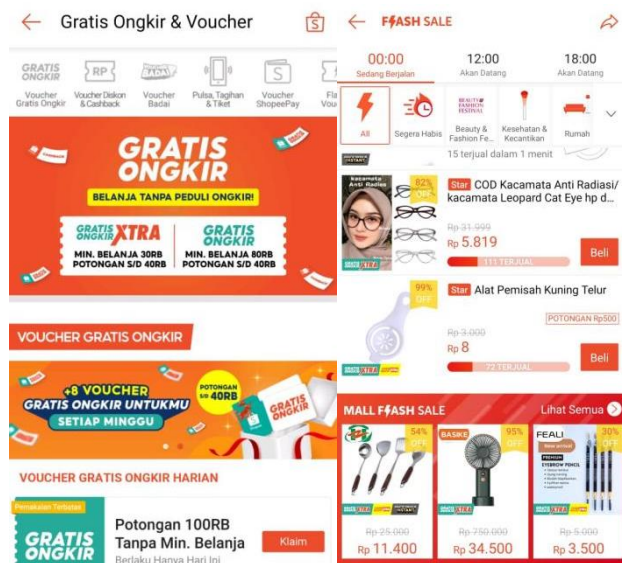 Gratis Ongkir & Voucher
GRATIS
ONGKIR
RP
S
Voucher
Gratis Ongkir
Voucher Diskon
& Cashback
Voucher
Badai
Pulsa, Tagihan
& Tiket
Voucher
ShopeePay
GRATIS
ONGKIR
BELANJA TANPA PEDULI ONGKIR!
GRATIS
ONGKIR XTRA
MIN. BELANJA 30RB
POTONGAN S/D 40RB
GRATIS
ONGKIR
MIN. BELANJA 80RB
POTONGAN S/D 40RB
VOUCHER GRATIS ONGKIR
+8 VOUCHER
GRATIS ONGKIR UNTUKMU
SETIAP MINGGU
POTONGAN
S/D 40RB
GRATIS
ONGKIR
VOUCHER GRATIS ONGKIR HARIAN
Pemakaian Terbatas
GRATIS
ONGKIR
Potongan 100RB
Tanpa Min. Belanja
Berlaku Hanya Hari Ini
Klaim
FLASH SALE
00:00
Sedang Berjalan
12:00
Akan Datang
18:00
Akan Datang
All
Segera Habis
BEAUTY&
FASHION
FESTIVAL
Beauty &
Fashion Fe...
Kesehatan &
Kecantikan
Rumah
15 terjual dalam 1 menit
kacamata
Anti Radiasi
82%
OFF
Star COD Kacamata Anti Radiasi/
kacamata Leopard Cat Eye hp d...
Rp 31.999
Rp 5.819
111 TERJUAL
Beli
99%
OFF
Star Alat Pemisah Kuning Telur
POTONGAN Rp500
Rp 3.000
Rp 8
72 TERJUAL
Beli
MALL FLASH SALE
Lihat Semua
54%
OFF
Rp 25.000
Rp 11.400
BASIKE
95%
OFF
Rp 750.000
Rp 34.500
FEALI
New arrival
PREMIUM
EYEBROW PENCIL
30%
OFF
Rp 5.000
Rp 3.500